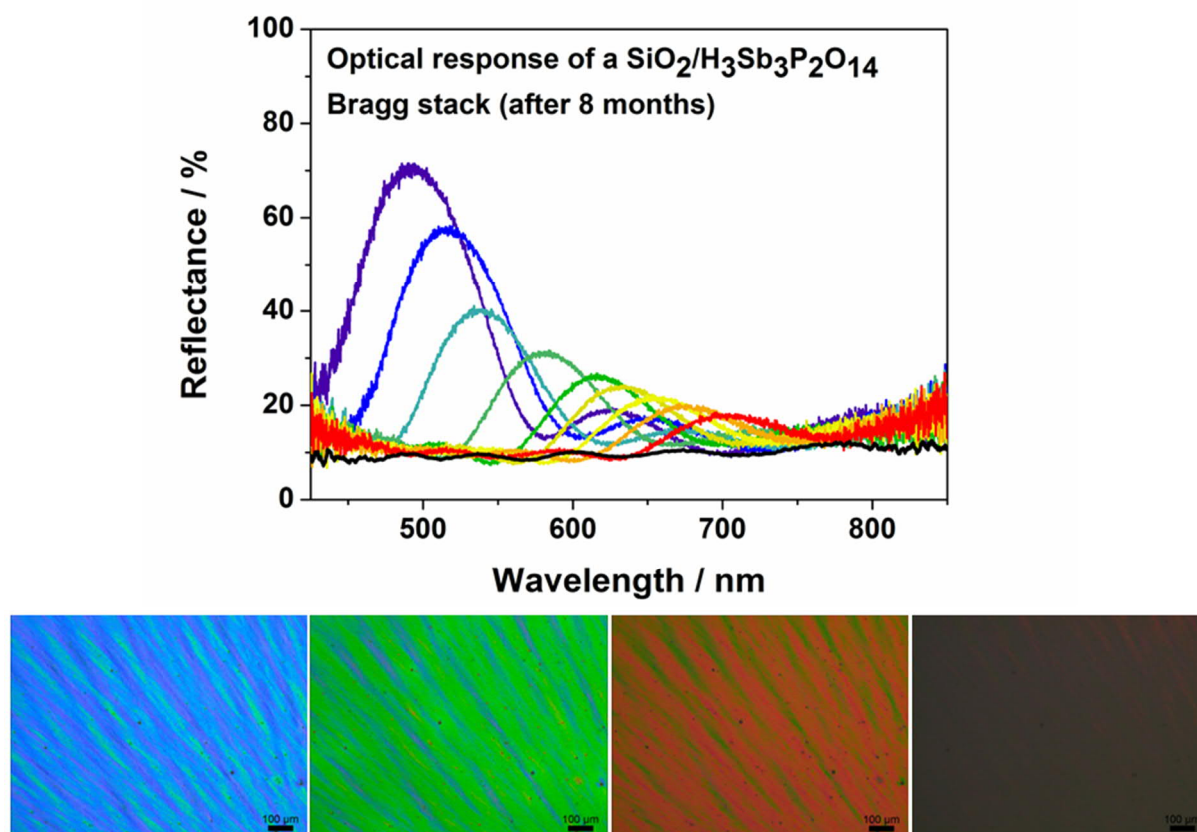 Optical response of a SiO₂/H₃Sb₃P₂O₁₄
Bragg stack (after 8 months)
Reflectance / %
100
80
60
40
20
0
500 600 700 800
Wavelength / nm
100 µm 100 µm 100 µm 100 µm